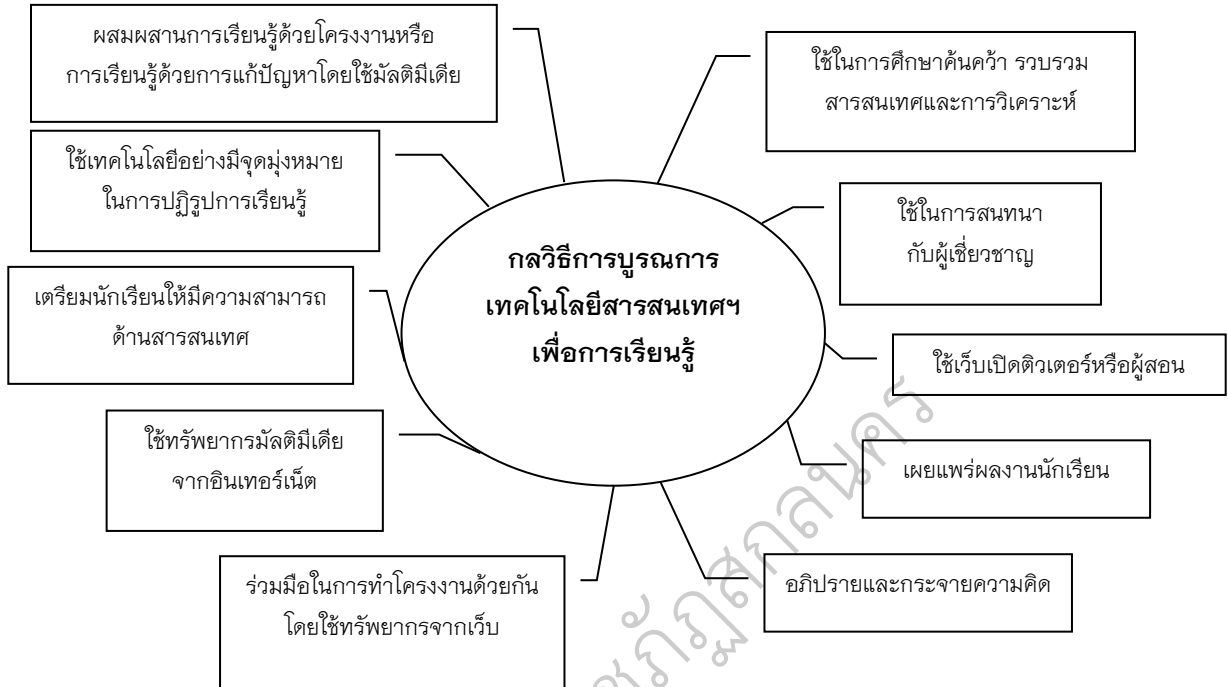 ผสมผสานการเรียนรู้ด้วยโครงงานหรือ
การเรียนรู้ด้วยการแก้ปัญหาโดยใช้มัลติมีเดีย
ใช้ในการศึกษาค้นคว้า รวบรวม
สารสนเทศและการวิเคราะห์
ใช้เทคโนโลยีอย่างมีจุดมุ่งหมาย
ในการปฏิรูปการเรียนรู้
ใช้ในการสนทนา
กับผู้เชี่ยวชาญ
กลวิธีการบูรณการ
เทคโนโลยีสารสนเทศฯ
เพื่อการเรียนรู้
เตรียมนักเรียนให้มีความสามารถ
ด้านสารสนเทศ
ใช้เว็บเปิดติวเตอร์หรือผู้สอน
ใช้ทรัพยากรมัลติมีเดีย
จากอินเทอร์เน็ต
เผยแพร่ผลงานนักเรียน
ร่วมมือในการทำโครงงานด้วยกัน
โดยใช้ทรัพยากรจากเว็บ
อภิปรายและกระจายความคิด